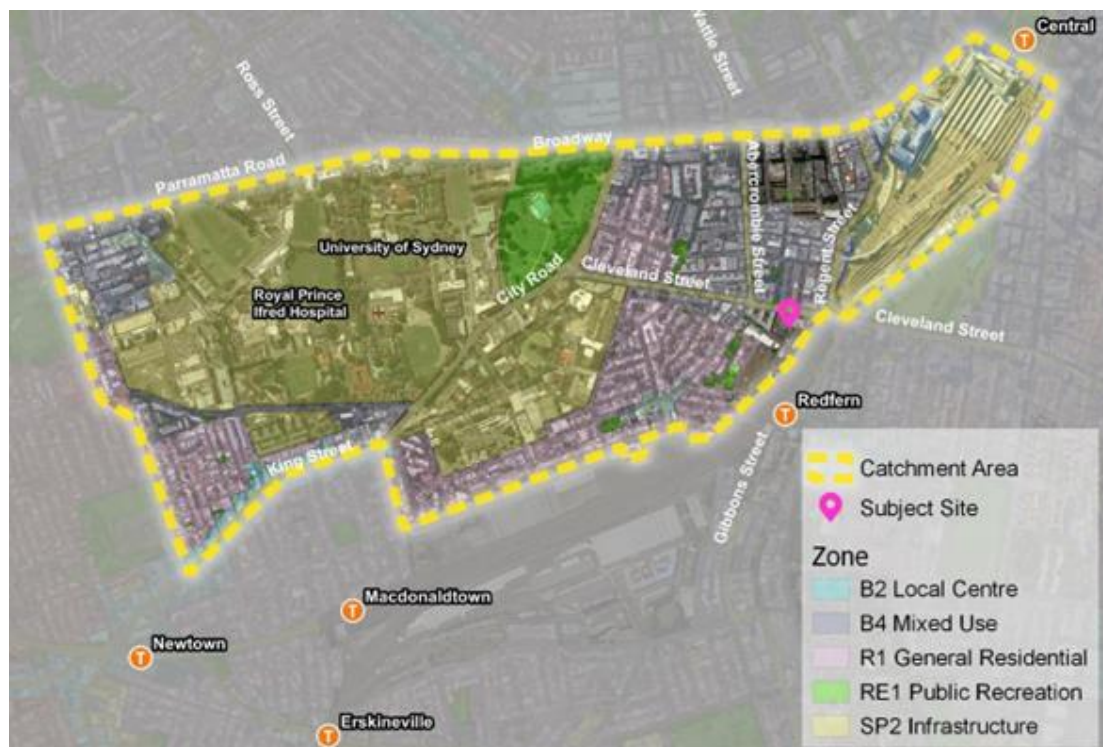 Central
Wattle Street
Ross Street
Broadway
Parramatta Road
Abercrombie Street
University of Sydney
Regent Street
City Road
Cleveland Street
Royal Prince
lfred Hospital
Cleveland Street
Redfern
King Street
Gibbons Street
Catchment Area
Subject Site
Zone
B2 Local Centre
B4 Mixed Use
R1 General Residential
RE1 Public Recreation
SP2 Infrastructure
Macdonaldtown
Newtown
Erskineville
T
T
T
T
T